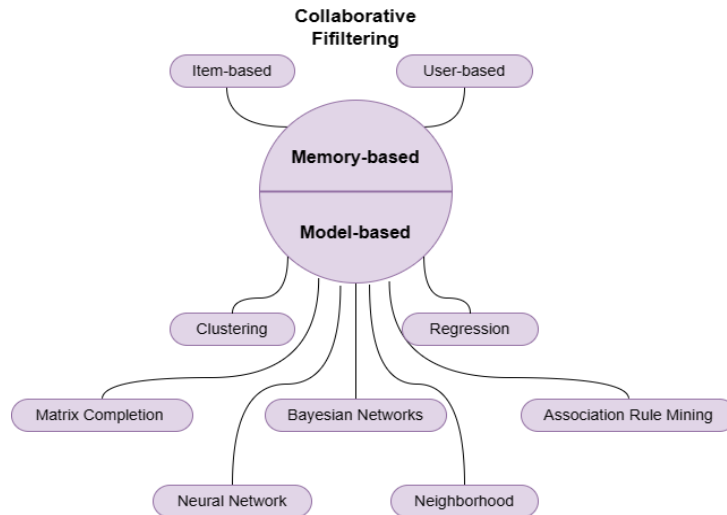 Collaborative
Fifiltering
Item-based
User-based
Memory-based
Model-based
Clustering
Regression
Matrix Completion
Bayesian Networks
Association Rule Mining
Neural Network
Neighborhood